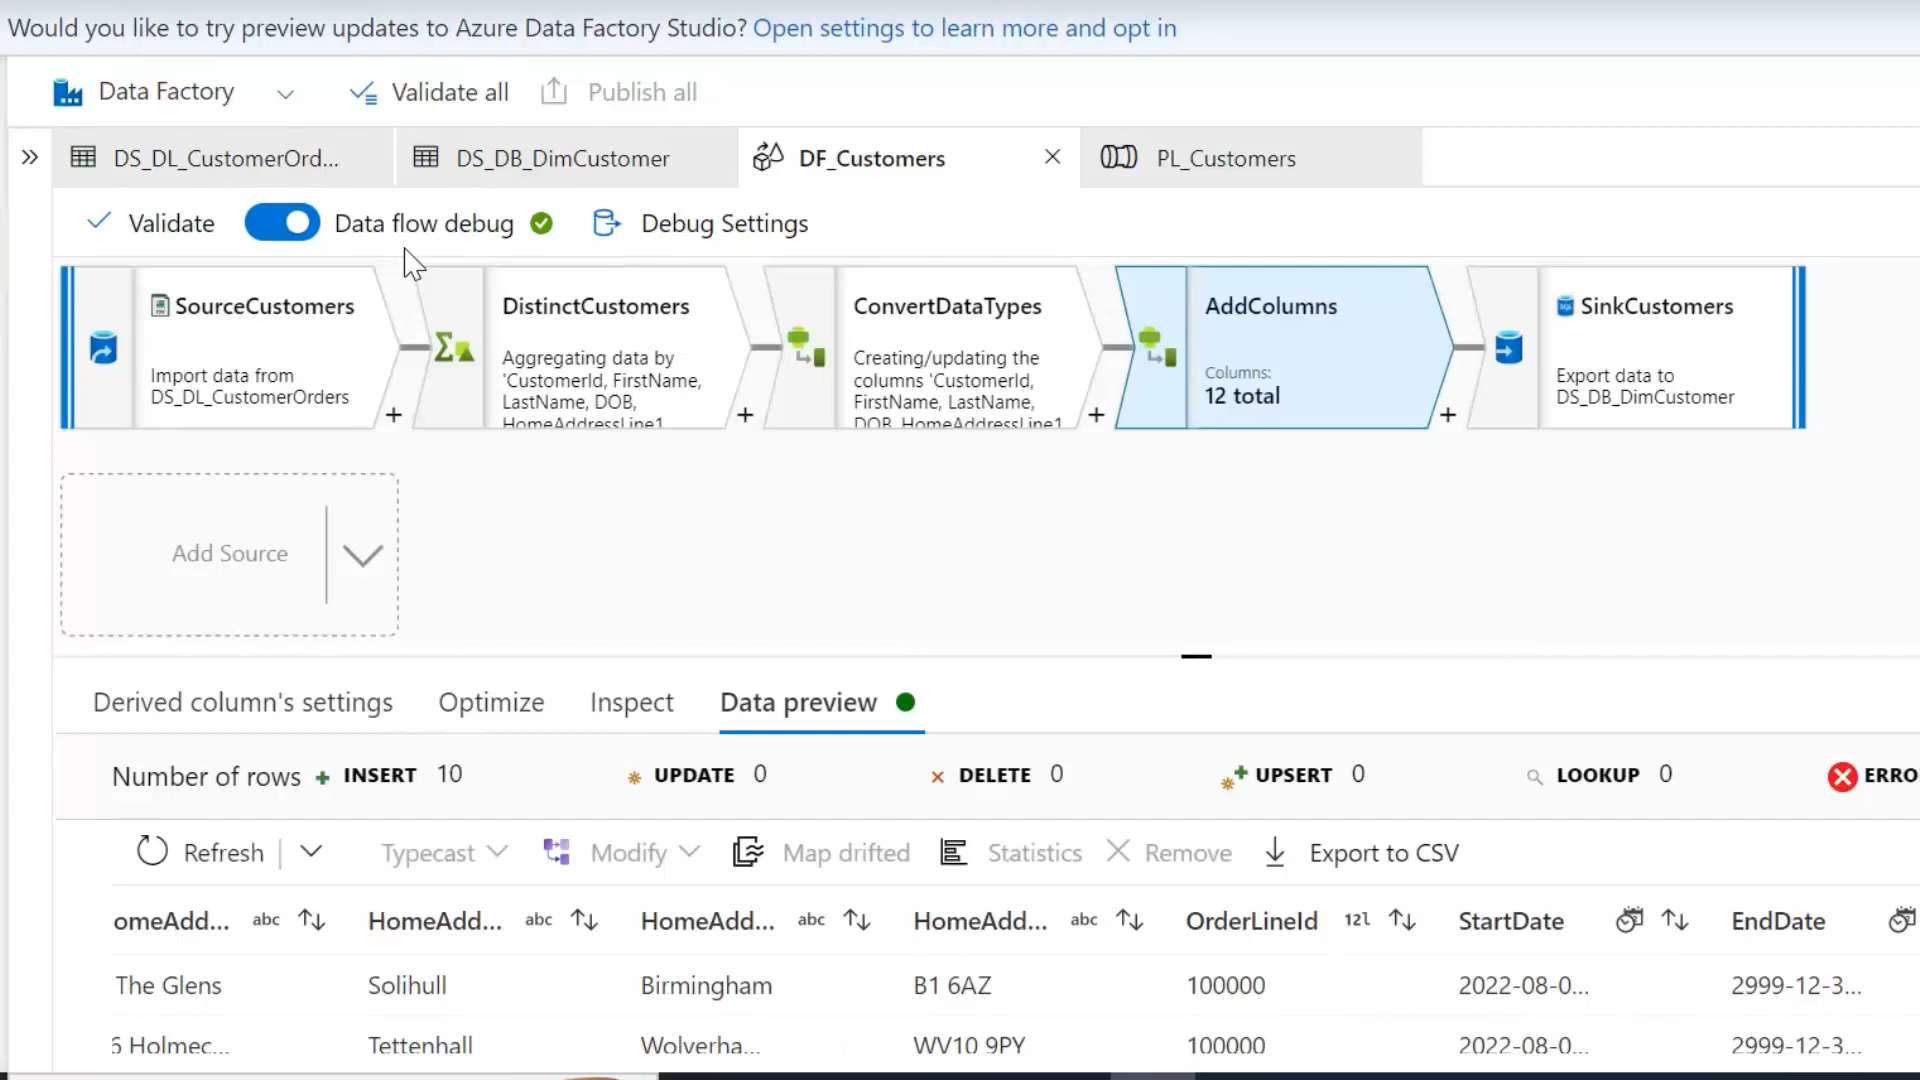 Would you like to try preview updates to Azure Data Factory Studio? Open settings to learn more and opt in
Data Factory Validate all Publish all
DS_DL_CustomerOrd... DS_DB_DimCustomer DF_Customers PL_Customers
Validate Data flow debug Debug Settings
SourceCustomers
Import data from
DS_DL_CustomerOrders
DistinctCustomers
Aggregating data by
'CustomerId, FirstName,
LastName, DOB,
HomeAddressLine1
ConvertDataTypes
Creating/updating the
columns 'CustomerId,
FirstName, LastName,
DOB, HomeAddressLine1
AddColumns
Columns:
12 total
SinkCustomers
Export data to
DS_DB_DimCustomer
Add Source
Derived column's settings Optimize Inspect Data preview
Number of rows + INSERT 10 UPDATE 0 DELETE 0 UPSERT 0 LOOKUP 0 ERRO
Refresh Typecast Modify Map drifted Statistics Remove Export to CSV
omeAdd... abc HomeAdd... abc HomeAdd... abc HomeAdd... abc OrderLineId 12l StartDate EndDate
The Glens Solihull Birmingham B1 6AZ 100000 2022-08-0... 2999-12-3...
6 Holmec... Tettenhall Wolverha... WV10 9PY 100000 2022-08-0... 2999-12-3...